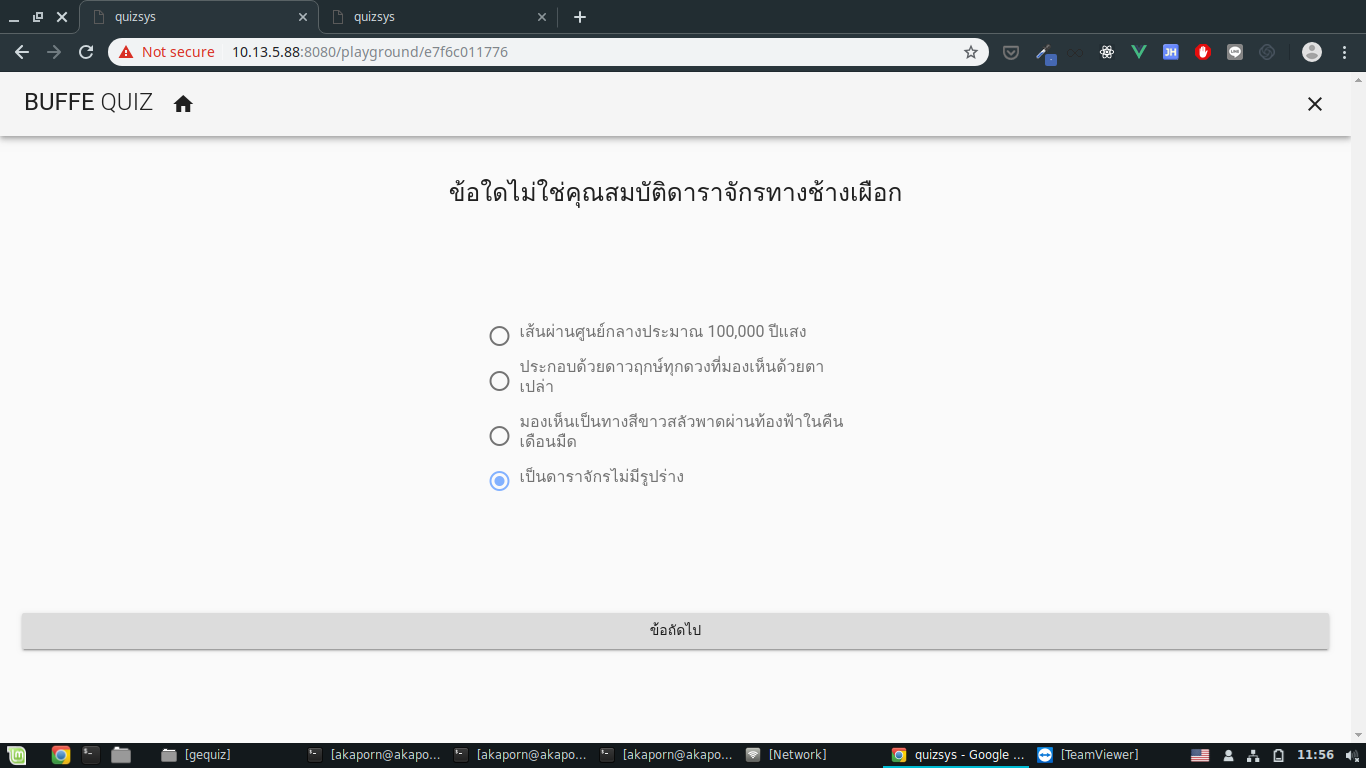 quizsys
quizsys
Not secure
10.13.5.88:8080/playground/e7f6c011776
BUFFE QUIZ
ข้อใดไม่ใช่คุณสมบัติดาราจักรทางช้างเผือก
เส้นผ่านศูนย์กลางประมาณ 100,000 ปีแสง
ประกอบด้วยดาวฤกษ์ทุกดวงที่มองเห็นด้วยตา
เปล่า
มองเห็นเป็นทางสีขาวสลัวพาดผ่านท้องฟ้าในคืน
เดือนมืด
เป็นดาราจักรไม่มีรูปร่าง
ข้อถัดไป
[gequiz]
[akaporn@akapo...
[akaporn@akapo...
[akaporn@akapo...
[Network]
quizsys - Google ...
[TeamViewer]
11:56